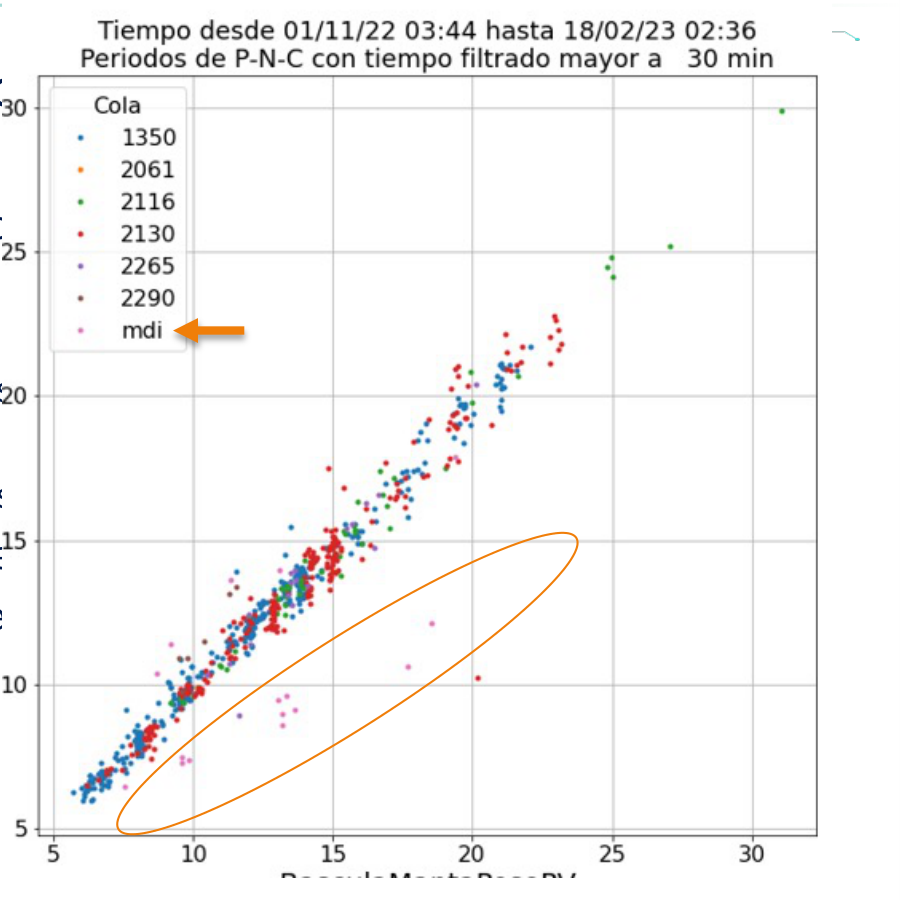 Tiempo desde 01/11/22 03:44 hasta 18/02/23 02:36
Periodos de P-N-C con tiempo filtrado mayor a 30 min
30
25
20
15
10
5
Cola
1350
2061
2116
2130
2265
2290
mdi
5 10 15 20 25 30